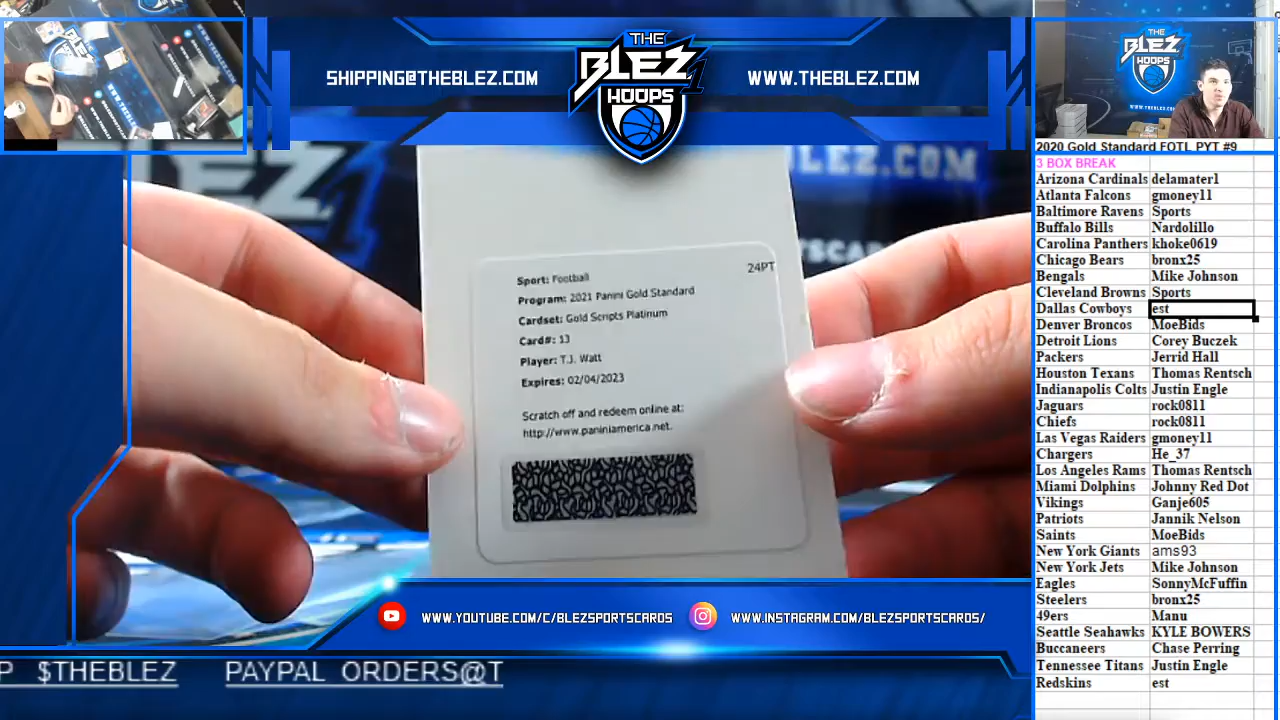 SHIPPING@THEBLEZ.COM
THE
BLEZ
HOOPS
WWW.THEBLEZ.COM
THE
BLEZ
HOOPS
2020 Gold Standard FOTL PYT #9
3 BOX BREAK
Arizona Cardinals delamater1
Atlanta Falcons gmoney11
Baltimore Ravens Sports
Buffalo Bills Nardolillo
Carolina Panthers khoke0619
Chicago Bears bronx25
Bengals Mike Johnson
Cleveland Browns Sports
Dallas Cowboys est
Denver Broncos MoeBids
Detroit Lions Corey Buczek
Packers Jerrid Hall
Houston Texans Thomas Rentsch
Indianapolis Colts Justin Engle
Jaguars rock0811
Chiefs rock0811
Las Vegas Raiders gmoney11
Chargers He_37
Los Angeles Rams Thomas Rentsch
Miami Dolphins Johnny Red Dot
Vikings Ganje605
Patriots Jannik Nelson
Saints MoeBids
New York Giants ams93
New York Jets Mike Johnson
Eagles SonnyMcFuffin
Steelers bronx25
49ers Manu
Seattle Seahawks KYLE BOWERS
Buccaneers Chase Perring
Tennessee Titans Justin Engle
Redskins est
24PT
Sport: Football
Program: 2021 Panini Gold Standard
Cardset: Gold Scripts Platinum
Card#: 13
Player: T.J. Watt
Expires: 02/04/2023
Scratch off and redeem online at:
http://www.paniniamerica.net.
WWW.YOUTUBE.COM/C/BLEZSPORTSCARDS
WWW.INSTAGRAM.COM/BLEZSPORTSCARDS/
P $THEBLEZ PAYPAL ORDERS@T